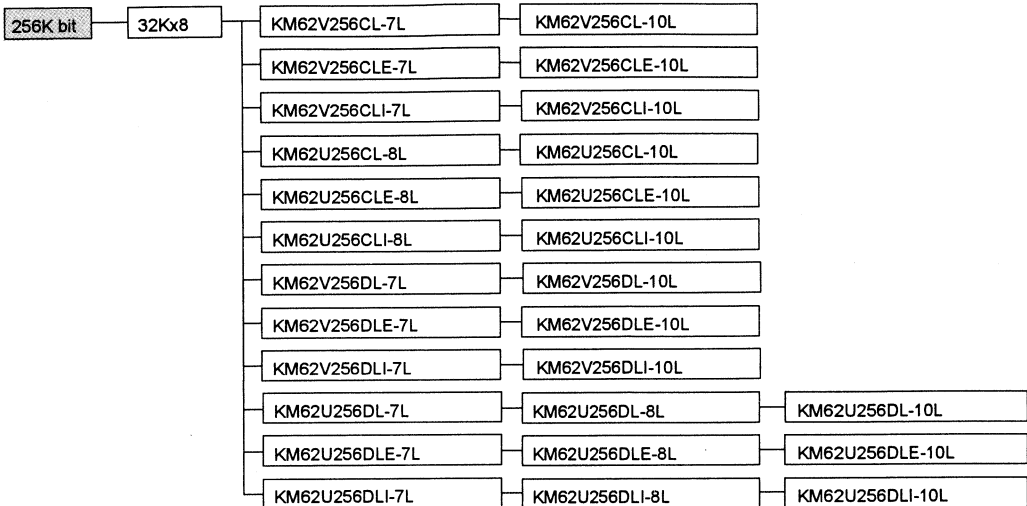 256K bit 32Kx8 KM62V256CL-7L KM62V256CL-10L
KM62V256CLE-7L KM62V256CLE-10L
KM62V256CLI-7L KM62V256CLI-10L
KM62U256CL-8L KM62U256CL-10L
KM62U256CLE-8L KM62U256CLE-10L
KM62U256CLI-8L KM62U256CLI-10L
KM62V256DL-7L KM62V256DL-10L
KM62V256DLE-7L KM62V256DLE-10L
KM62V256DLI-7L KM62V256DLI-10L
KM62U256DL-7L KM62U256DL-8L KM62U256DL-10L
KM62U256DLE-7L KM62U256DLE-8L KM62U256DLE-10L
KM62U256DLI-7L KM62U256DLI-8L KM62U256DLI-10L